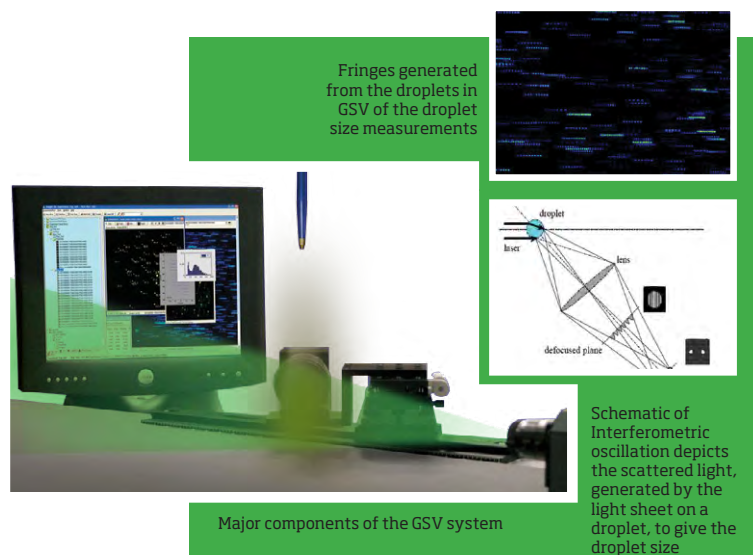 Fringes generated
from the droplets in
GSV of the droplet
size measurements
droplet
laser
lens
defocused plane
Schematic of
Interferometric
oscillation depicts
the scattered light,
generated by the
light sheet on a
droplet, to give the
droplet size
Major components of the GSV system